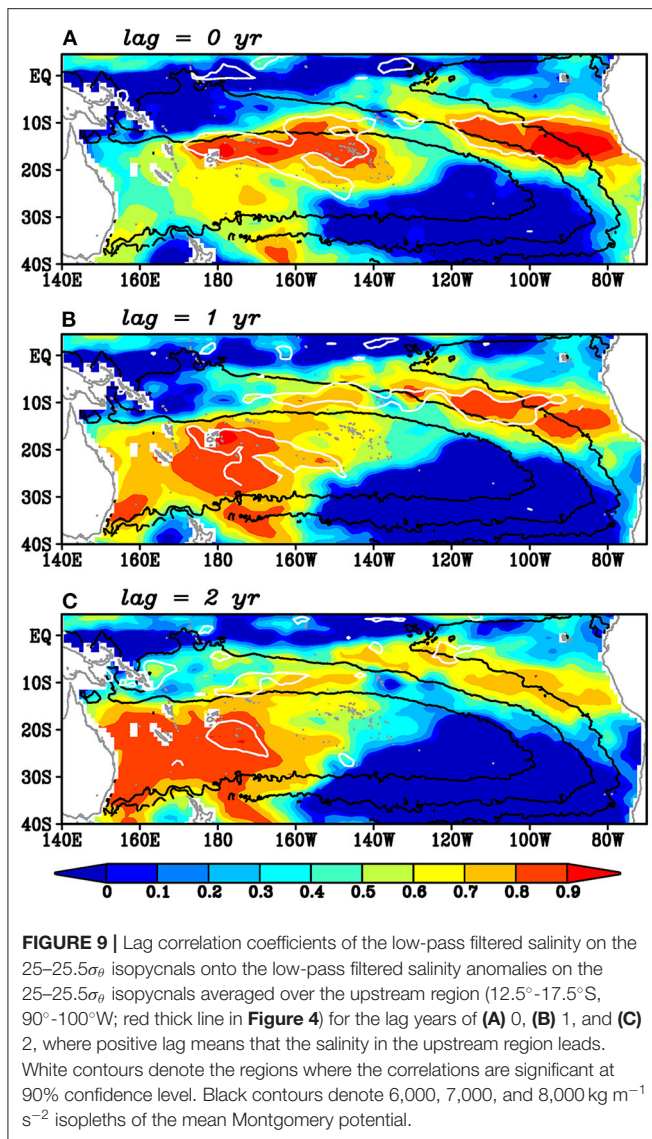 A lag = 0 yr
EQ
10S
20S
30S
40S
140E 160E 180 160W 140W 120W 100W 80W
B lag = 1 yr
EQ
10S
20S
30S
40S
140E 160E 180 160W 140W 120W 100W 80W
C lag = 2 yr
EQ
10S
20S
30S
40S
140E 160E 180 160W 140W 120W 100W 80W
0 0.1 0.2 0.3 0.4 0.5 0.6 0.7 0.8 0.9
FIGURE 9 | Lag correlation coefficients of the low-pass filtered salinity on the
25–25.5σθ isopycnals onto the low-pass filtered salinity anomalies on the
25–25.5σθ isopycnals averaged over the upstream region (12.5°-17.5°S,
90°-100°W; red thick line in Figure 4) for the lag years of (A) 0, (B) 1, and (C)
2, where positive lag means that the salinity in the upstream region leads.
White contours denote the regions where the correlations are significant at
90% confidence level. Black contours denote 6,000, 7,000, and 8,000 kg m⁻¹
s⁻² isopleths of the mean Montgomery potential.